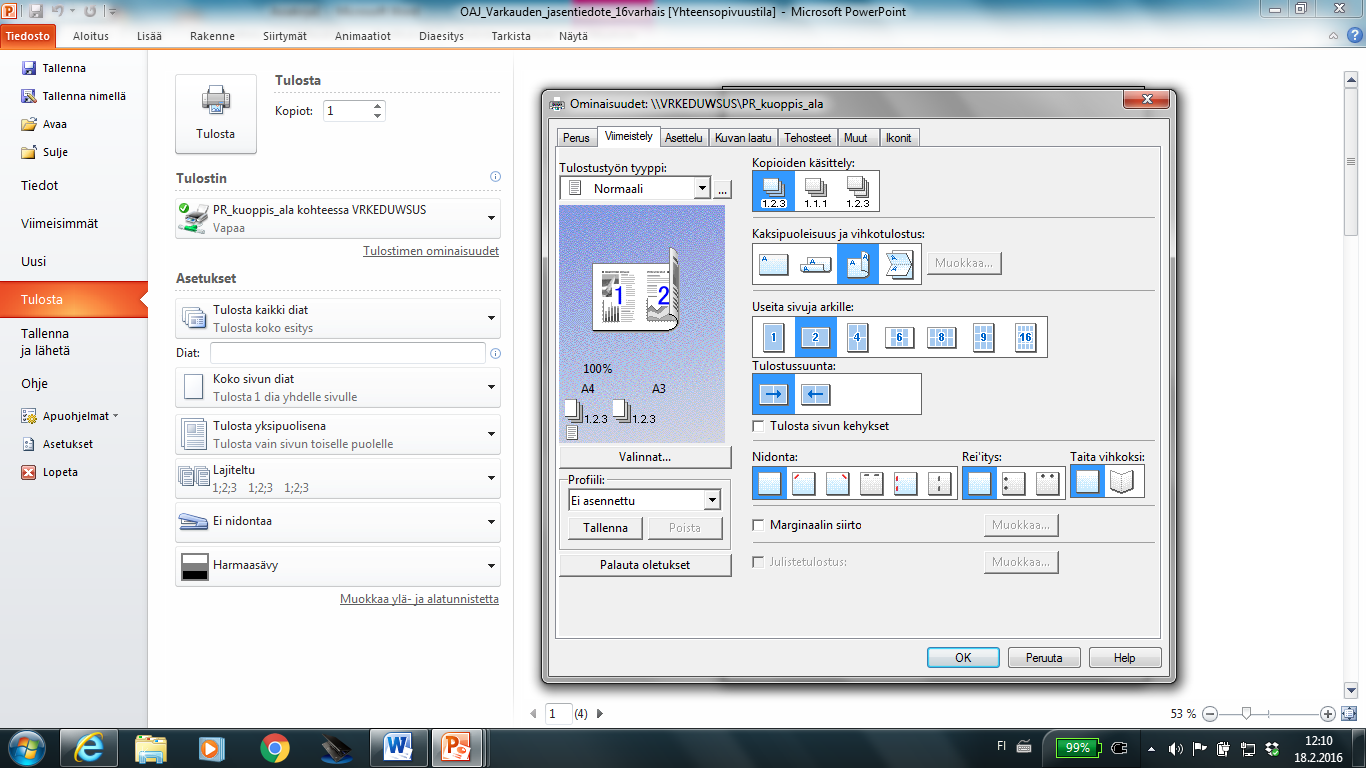 OAJ_Varkauden_jasentiedote_16varhais [Yhteensopivuustila] - Microsoft PowerPoint
Tiedosto Aloitus Lisää Rakenne Siirtymät Animaatiot Diaesitys Tarkista Näytä
Tallenna
Tallenna nimellä
Avaa
Sulje
Tiedot
Viimeisimmät
Uusi
Tulosta
Tallenna
ja lähetä
Ohje
Apuohjelmat
Asetukset
Lopeta
Tulosta
Tulosta
Kopiot: 1
Tulostin
PR_kuoppis_ala kohteessa VRKEDUWSUS
Vapaa
Tulostimen ominaisuudet
Asetukset
Tulosta kaikki diat
Tulosta koko esitys
Diat:
Koko sivun diat
Tulosta 1 dia yhdelle sivulle
Tulosta yksipuolisena
Tulosta vain sivun toiselle puolelle
Lajiteltu
1;2;3 1;2;3 1;2;3
Ei nidontaa
Harmaasävy
Muokkaa ylä- ja alatunnistetta
Ominaisuudet: \\VRKEDUWSUS\PR_kuoppis_ala
Perus Viimeistely Asettelu Kuvan laatu Tehosteet Muut Ikonit
Tulostustyön tyyppi:
Normaali ...
1 2
100%
A4 A3
1.2.3 1.2.3
Valinnat...
Profiili:
Ei asennettu
Tallenna Poista
Palauta oletukset
Kopioiden käsittely:
1.2.3 1.1.1 1.2.3
Kaksipuoleisuus ja vihkotulostus:
A A A A Muokkaa...
Useita sivuja arkille:
1 2 4 6 8 9 16
Tulostussuunta:
Tulosta sivun kehykset
Nidonta: Rei'itys: Taita vihkoksi:
Marginaalin siirto Muokkaa...
Julistetulostus: Muokkaa...
OK Peruuta Help
1 (4) 53 %
FI 99% 12:10
18.2.2016